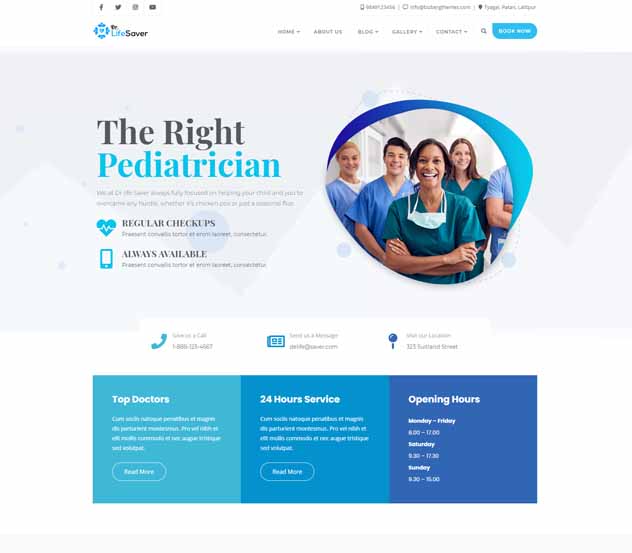 9849123456 | info@bizbergthemes.com | Tyagal, Patan, Lalitpur
Dr.
LifeSaver
HOME
ABOUT US
BLOG
GALLERY
CONTACT
BOOK NOW
The Right
Pediatrician
We at Dr life Saver always fully focused on helping your child and you to
overcame any hurdle, whether it's chicken pox or just a seasonal flue.
REGULAR CHECKUPS
Praesent convallis tortor et enim laoreet, consectetur.
ALWAYS AVAILABLE
Praesent convallis tortor et enim laoreet, consectetur.
Give us a Call
1-888-123-4567
Send us a Message
delife@saver.com
Visit our Location
323 Suitland Street
Top Doctors
Cum sociis natoque penatibus et magnis
dis parturient montesmus. Pro vel nibh et
elit mollis commodo et nec augue tristique
sed volutpat.
Read More
24 Hours Service
Cum sociis natoque penatibus et magnis
dis parturient montesmus. Pro vel nibh et
elit mollis commodo et nec augue tristique
sed volutpat.
Read More
Opening Hours
Monday – Friday
8.00 – 17.00
Saturday
9.30 – 17.30
Sunday
9.30 – 15.00